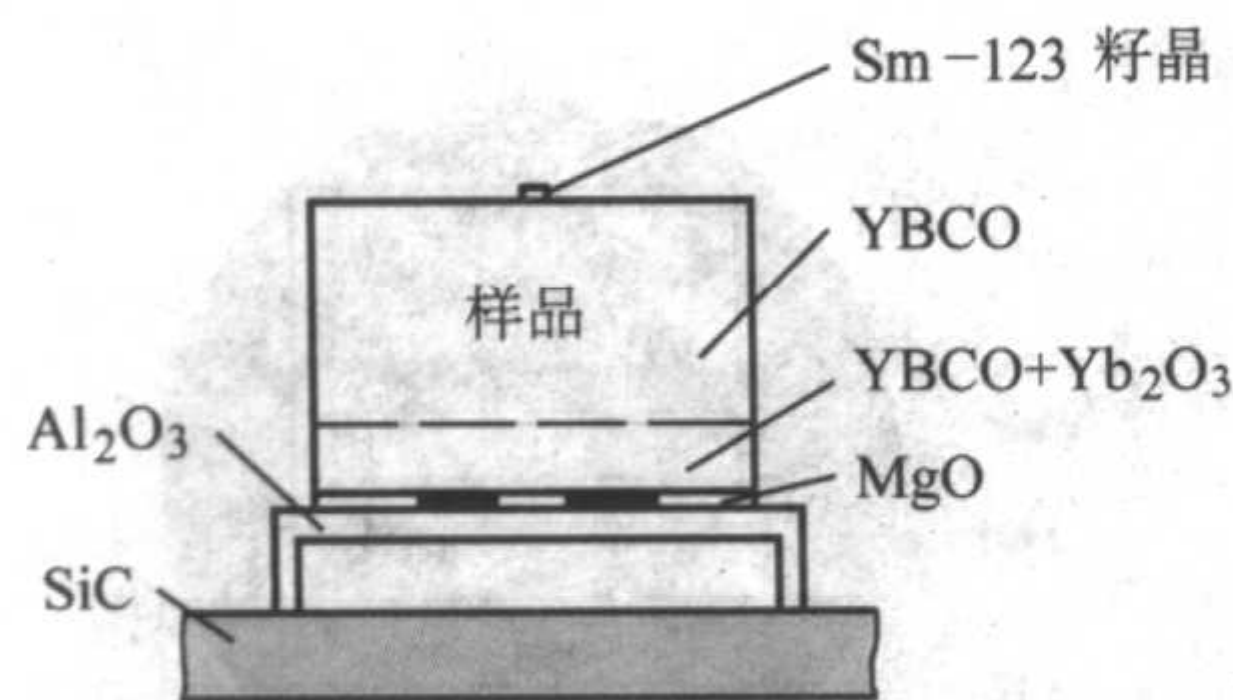 Sm-123 籽晶
YBCO
样品
YBCO+Yb₂O₃
Al₂O₃
MgO
SiC